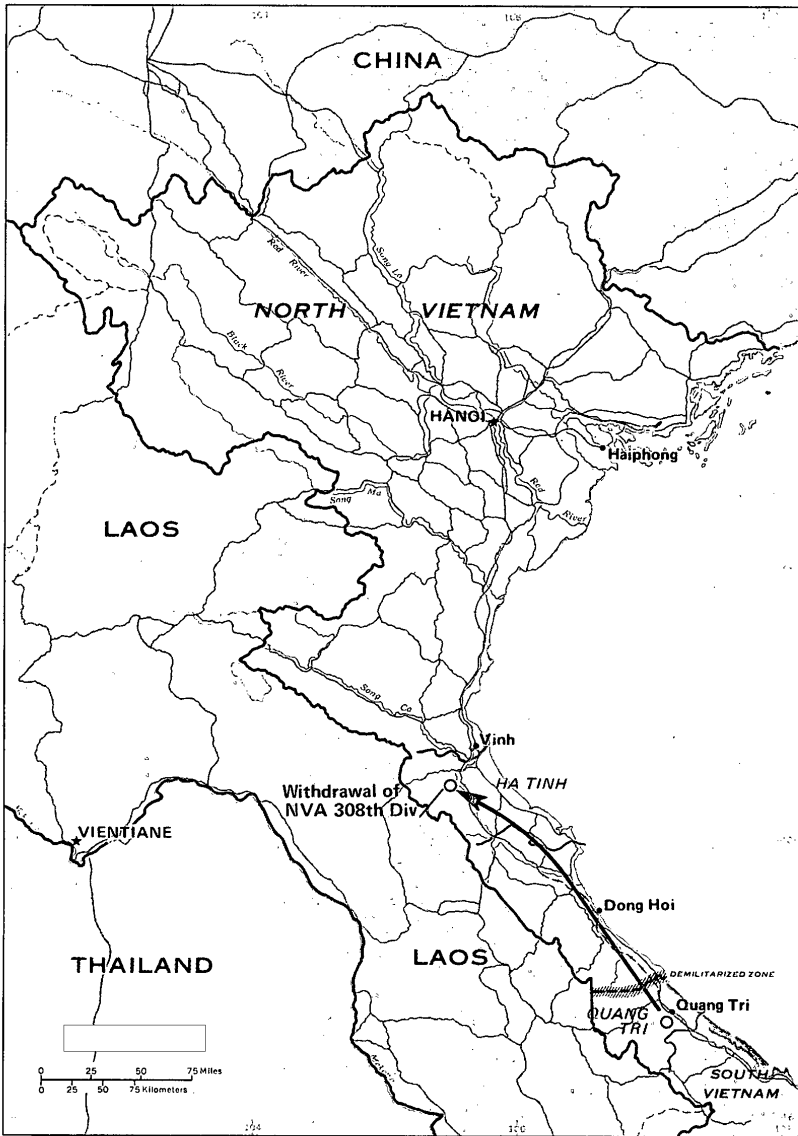 CHINA
Red River
Song Lo
NORTH VIETNAM
Black River
HANOI
Haiphong
Red River
Song Ma
LAOS
Song Ca
Vinh
HA TINH
Withdrawal of
NVA 308th Div
VIENTIANE
Dong Hoi
LAOS
THAILAND
DEMILITARIZED ZONE
Quang Tri
QUANG
TRI
0 25 50 75 Miles
0 25 50 75 Kilometers
SOUTH
VIETNAM